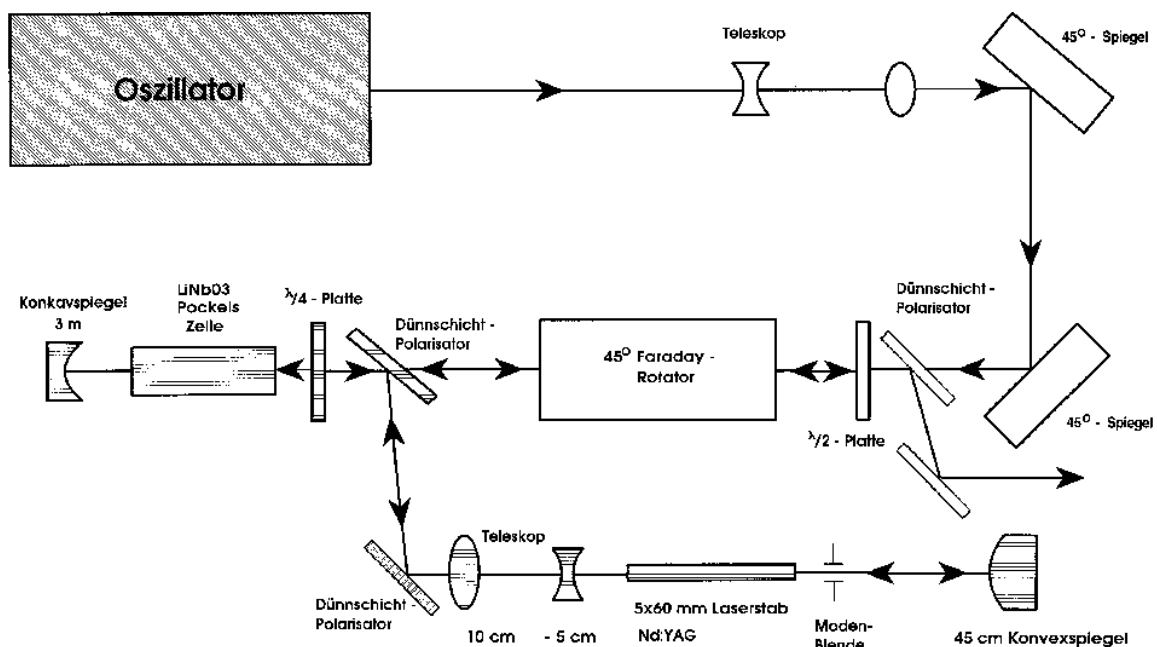 Oszillator
Teleskop
45° - Spiegel
Konkavspiegel
3 m
LiNb03
Pockels
Zelle
λ/4 - Platte
Dünnschicht -
Polarisator
45° Faraday -
Rotator
Dünnschicht -
Polarisator
λ/2 - Platte
45° - Spiegel
Dünnschicht -
Polarisator
Teleskop
10 cm
- 5 cm
5x60 mm Laserstab
Nd:YAG
Moden-
Blende
45 cm Konvexspiegel